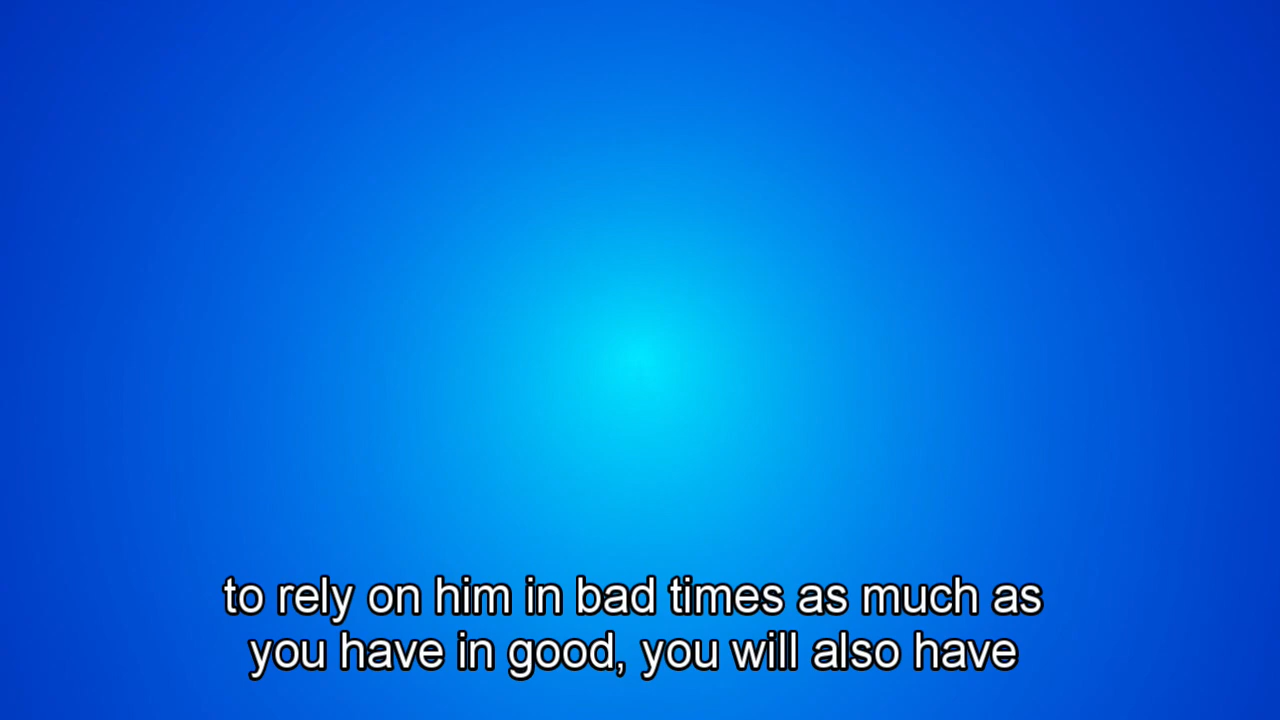 to rely on him in bad times as much as
you have in good, you will also have